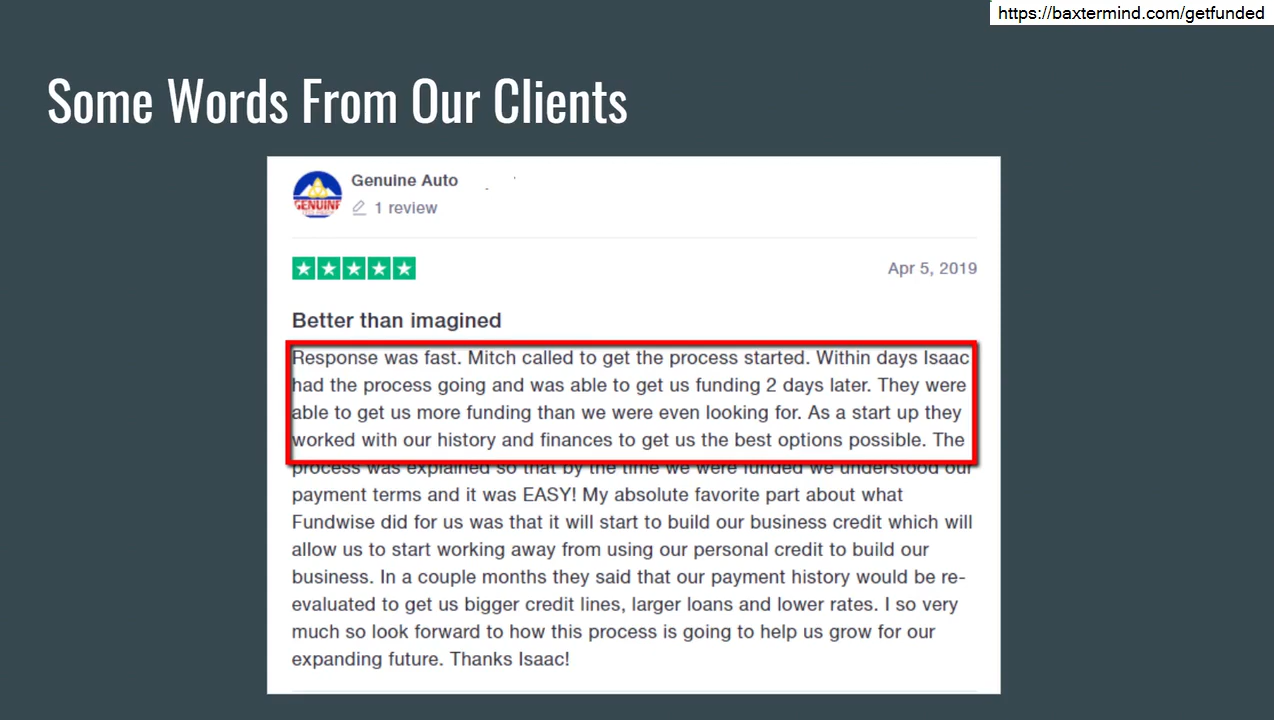 https://baxtermind.com/getfunded
Some Words From Our Clients
Genuine Auto
GENUINE
1 review
Apr 5, 2019
Better than imagined
Response was fast. Mitch called to get the process started. Within days Isaac
had the process going and was able to get us funding 2 days later. They were
able to get us more funding than we were even looking for. As a start up they
worked with our history and finances to get us the best options possible. The
process was explained so that by the time we were funded we understood our
payment terms and it was EASY! My absolute favorite part about what
Fundwise did for us was that it will start to build our business credit which will
allow us to start working away from using our personal credit to build our
business. In a couple months they said that our payment history would be re-
evaluated to get us bigger credit lines, larger loans and lower rates. I so very
much so look forward to how this process is going to help us grow for our
expanding future. Thanks Isaac!